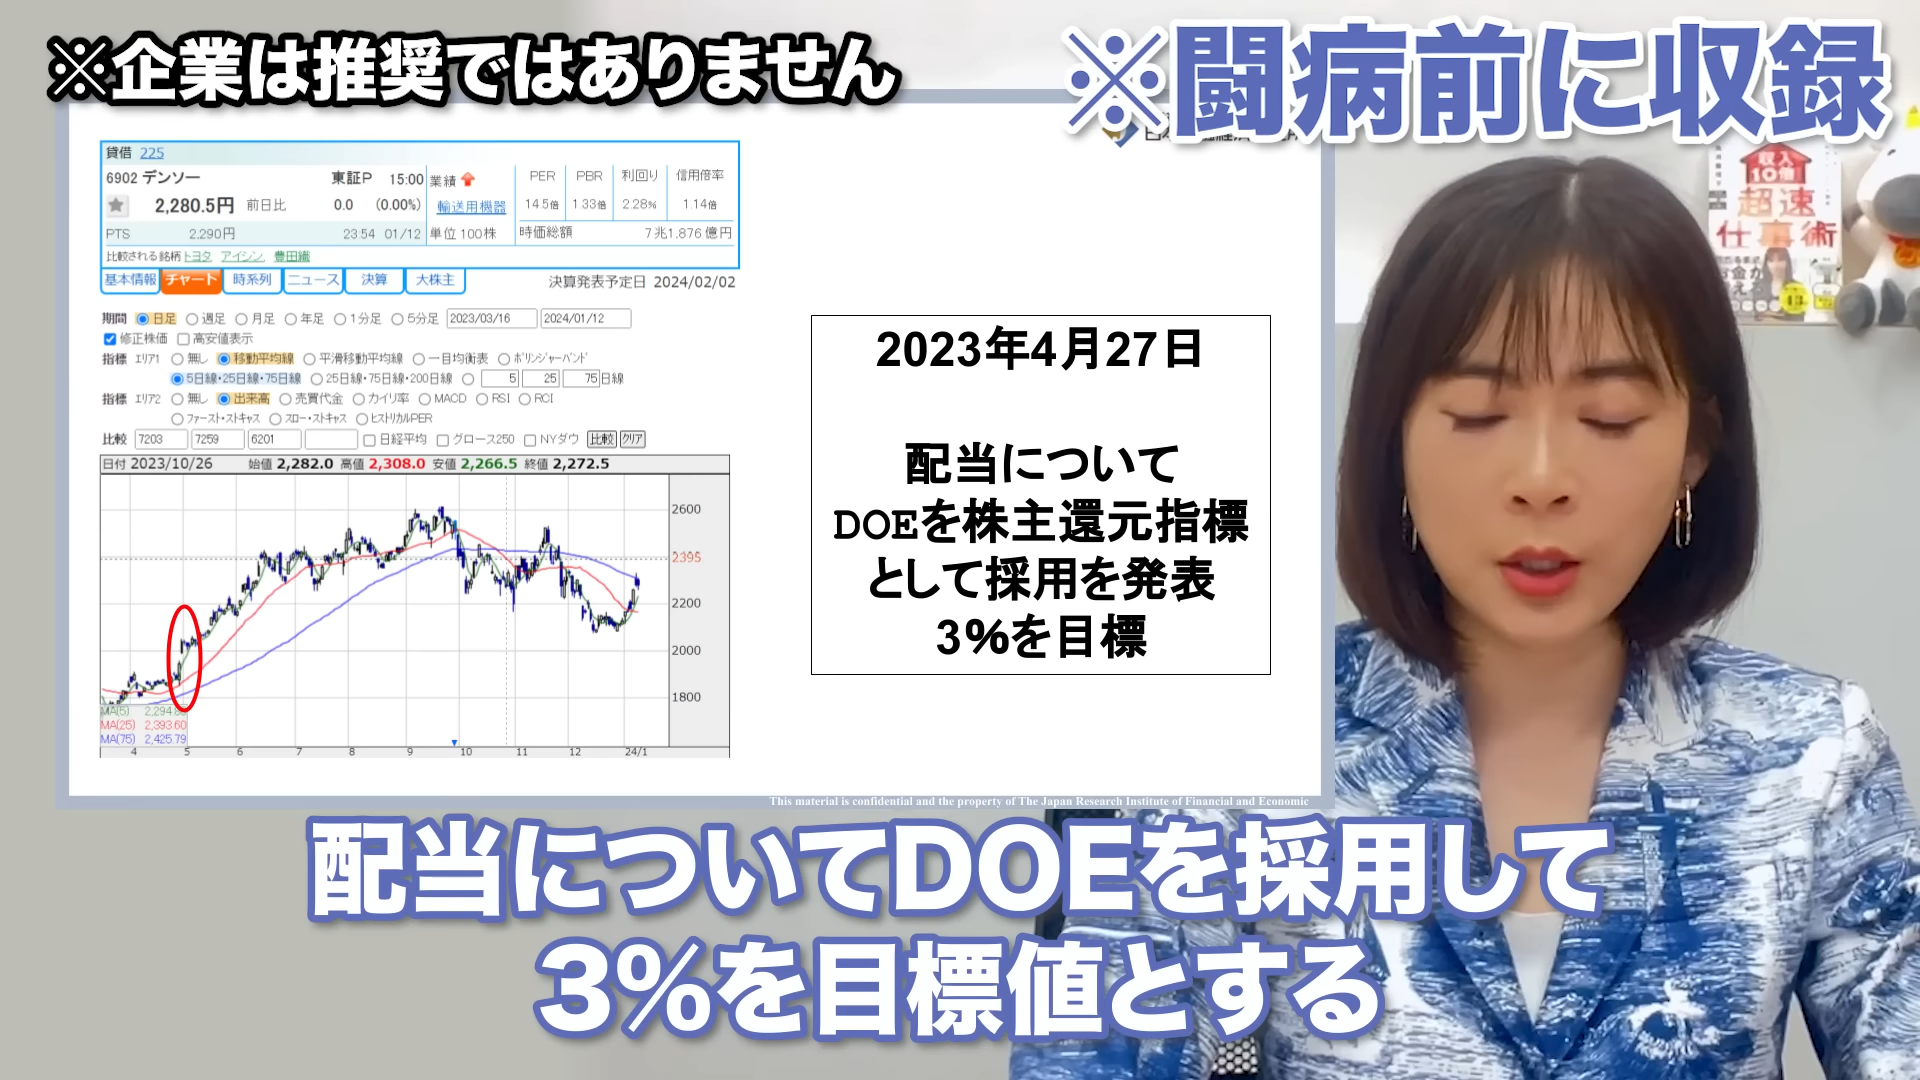 ※企業は推奨ではありません
※闘病前に収録
貸借 225
6902 デンソー 東証P 15:00
2,280.5円 前日比 0.0 (0.00%)
PTS 2,290円 23:54 01/12
業績
輸送用機器
単位 100株
PER PBR 利回り 信用倍率
14.5倍 1.33倍 2.28% 1.14倍
時価総額 7兆1,876億円
比較される銘柄 トヨタ, アイシン, 豊田織
基本情報 チャート 時系列 ニュース 決算 大株主
決算発表予定日 2024/02/02
期間 日足 週足 月足 年足 1分足 5分足 2023/03/16 2024/01/12
修正株価 高安値表示
指標 エリア1 無し 移動平均線 平滑移動平均線 一目均衡表 ボリンジャーバンド
5日線・25日線・75日線 25日線・75日線・200日線 5 25 75日線
指標 エリア2 無し 出来高 売買代金 カイリ率 MACD RSI RCI
ファースト・ストキャス スロー・ストキャス ヒストリカルPER
比較 7203 7259 6201 日経平均 グロース250 NYダウ 比較 クリア
日付 2023/10/26 始値 2,282.0 高値 2,308.0 安値 2,266.5 終値 2,272.5
2600
2395
2200
2000
1800
MA(5)
MA(25) 2,393.60
MA(75) 2,425.79
4 5 6 7 8 9 10 11 12 24/1
2023年4月27日
配当について
DOEを株主還元指標
として採用を発表
3%を目標
This material is confidential and the property of The Japan Research Institute of Financial and Economic
収入
10倍
超速
仕事術
配当についてDOEを採用して
3%を目標値とする